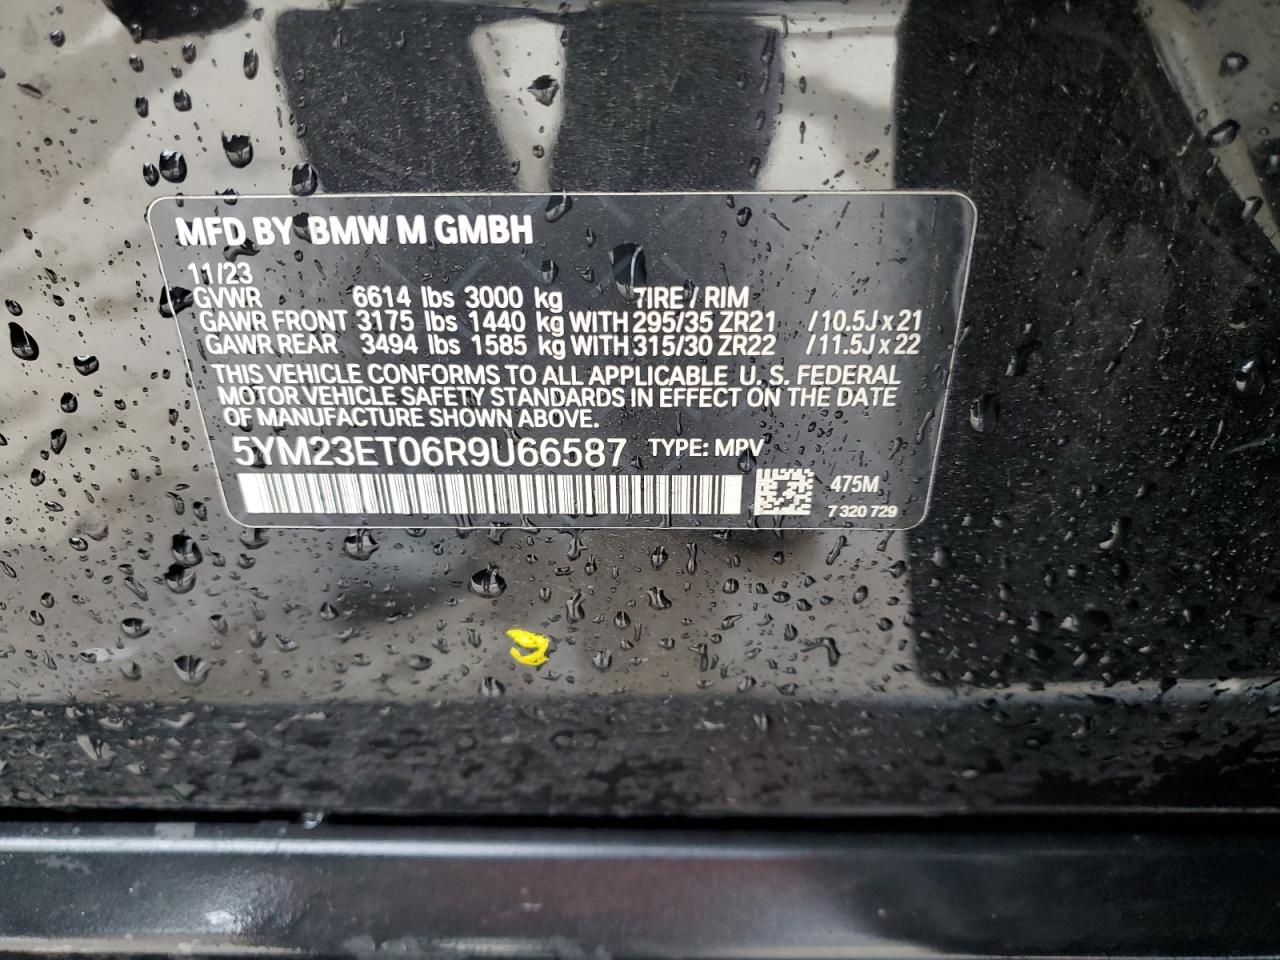 MFD BY BMW M GMBH
11/23
GVWR 6614 lbs 3000 kg TIRE / RIM
GAWR FRONT 3175 lbs 1440 kg WITH 295/35 ZR21 / 10.5J x 21
GAWR REAR 3494 lbs 1585 kg WITH 315/30 ZR22 / 11.5J x 22
THIS VEHICLE CONFORMS TO ALL APPLICABLE U. S. FEDERAL
MOTOR VEHICLE SAFETY STANDARDS IN EFFECT ON THE DATE
OF MANUFACTURE SHOWN ABOVE.
5YM23ET06R9U66587 TYPE: MPV
475M
7 320 729